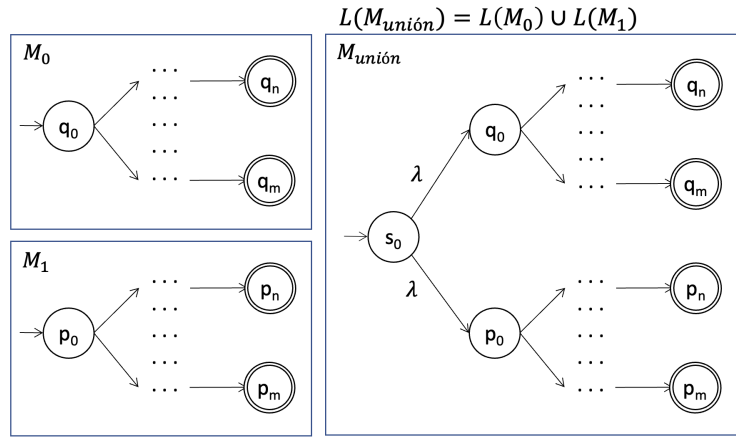 L(M_unión) = L(M_0) ∪ L(M_1)
M_0
q_0
. . .
. . .
. . .
. . .
. . .
q_n
q_m
M_1
p_0
. . .
. . .
. . .
. . .
. . .
p_n
p_m
M_unión
s_0
λ
λ
q_0
. . .
. . .
. . .
. . .
. . .
q_n
q_m
p_0
. . .
. . .
. . .
. . .
. . .
p_n
p_m